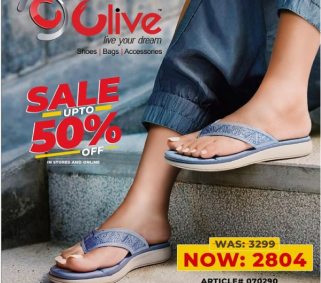 Clive
live your dream
Shoes | Bags | Accessories
SALE
UPTO
50%
OFF
IN STORES AND ONLINE
WAS: 3299
NOW: 2804
ARTICLE# 070290